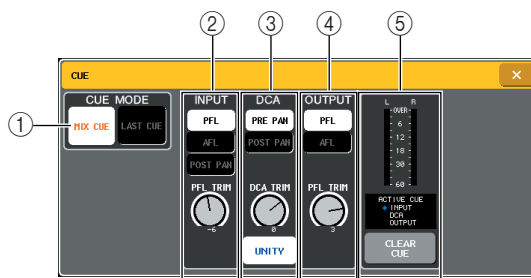 ② ③ ④ ⑤
①
CUE ×
CUE MODE
MIX CUE LAST CUE
INPUT
PFL
AFL
POST PAN
PFL TRIM
-6
DCA
PRE PAN
POST PAN
DCA TRIM
0
UNITY
OUTPUT
PFL
AFL
PFL TRIM
3
L R
OVER
6
12
18
30
60
ACTIVE CUE
INPUT
DCA
OUTPUT
CLEAR
CUE